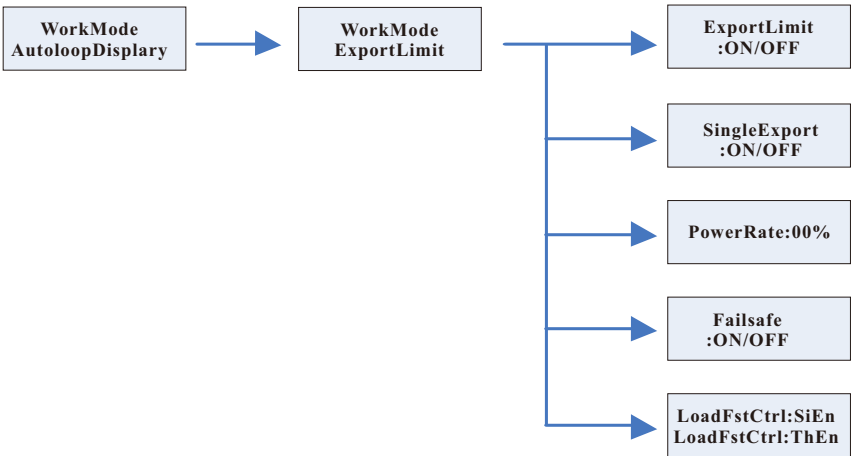 WorkMode
AutoloopDisplary
WorkMode
ExportLimit
ExportLimit
:ON/OFF
SingleExport
:ON/OFF
PowerRate:00%
Failsafe
:ON/OFF
LoadFstCtrl:SiEn
LoadFstCtrl:ThEn